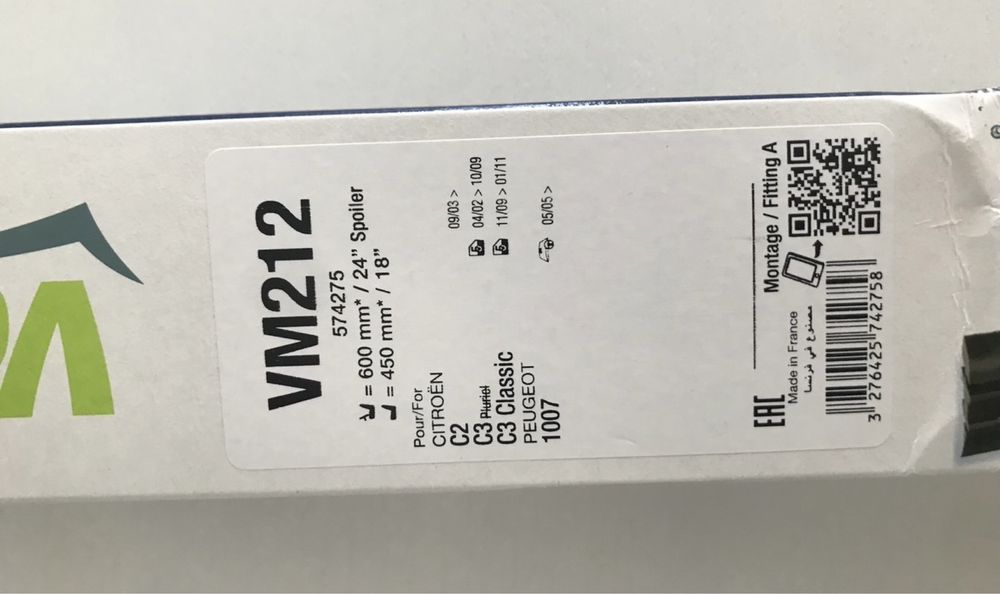 VM212
574275
= 600 mm* / 24" Spoiler
= 450 mm* / 18"
Pour/For
CITROËN
C2 09/03 >
C3 Pluriel 5 04/02 > 10/09
C3 Classic 5 11/09 > 01/11
PEUGEOT
1007 05/05 >
Montage / Fitting A
EAC
Made in France
مصنوع في فرنسا
3 276425 742758